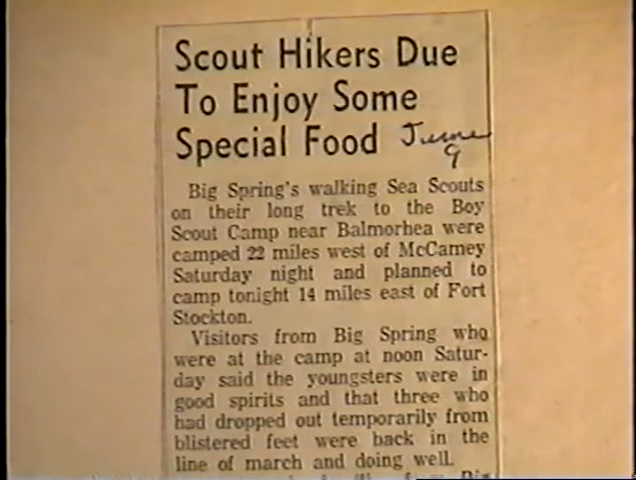 Scout Hikers Due
To Enjoy Some
Special Food June
9
Big Spring's walking Sea Scouts
on their long trek to the Boy
Scout Camp near Balmorhea were
camped 22 miles west of McCamey
Saturday night and planned to
camp tonight 14 miles east of Fort
Stockton.
Visitors from Big Spring who
were at the camp at noon Satur-
day said the youngsters were in
good spirits and that three who
had dropped out temporarily from
blistered feet were back in the
line of march and doing well.